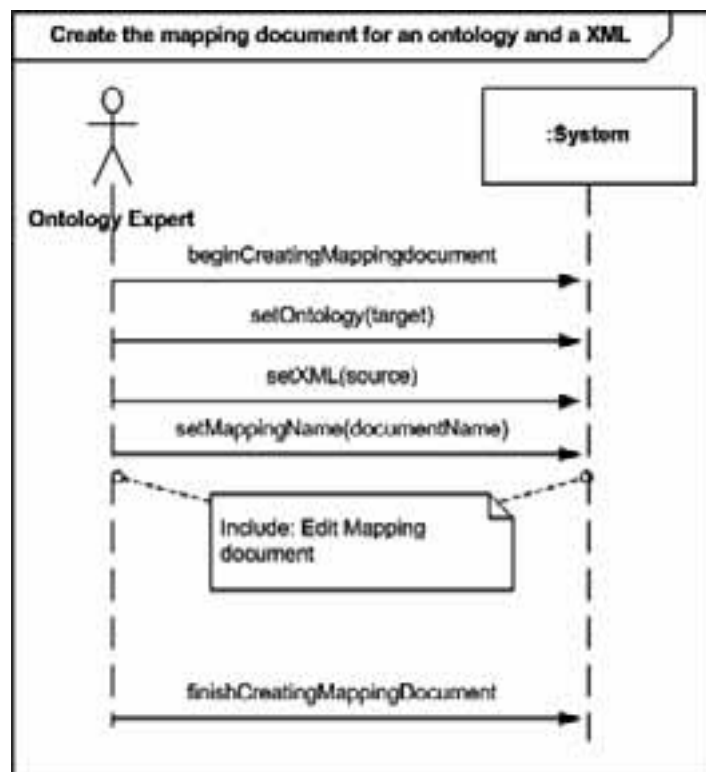 Create the mapping document for an ontology and a XML
:System
Ontology Expert
beginCreatingMappingdocument
setOntology(target)
setXML(source)
setMappingName(documentName)
Include: Edit Mapping
document
finishCreatingMappingDocument